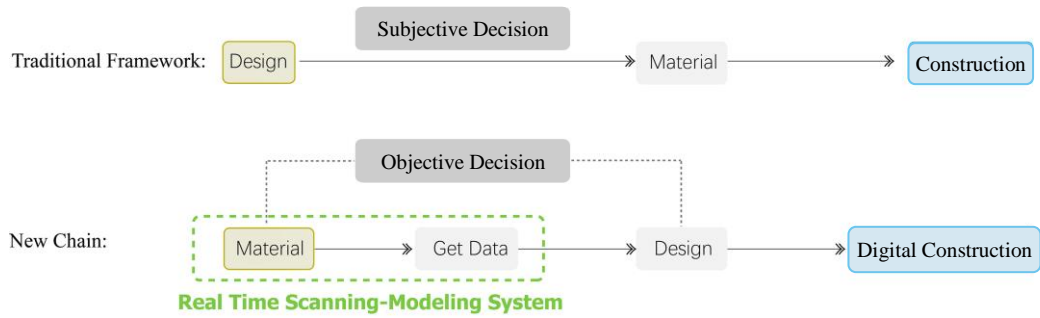 Subjective Decision
Traditional Framework: Design Material Construction
Objective Decision
New Chain: Material Get Data Design Digital Construction
Real Time Scanning-Modeling System